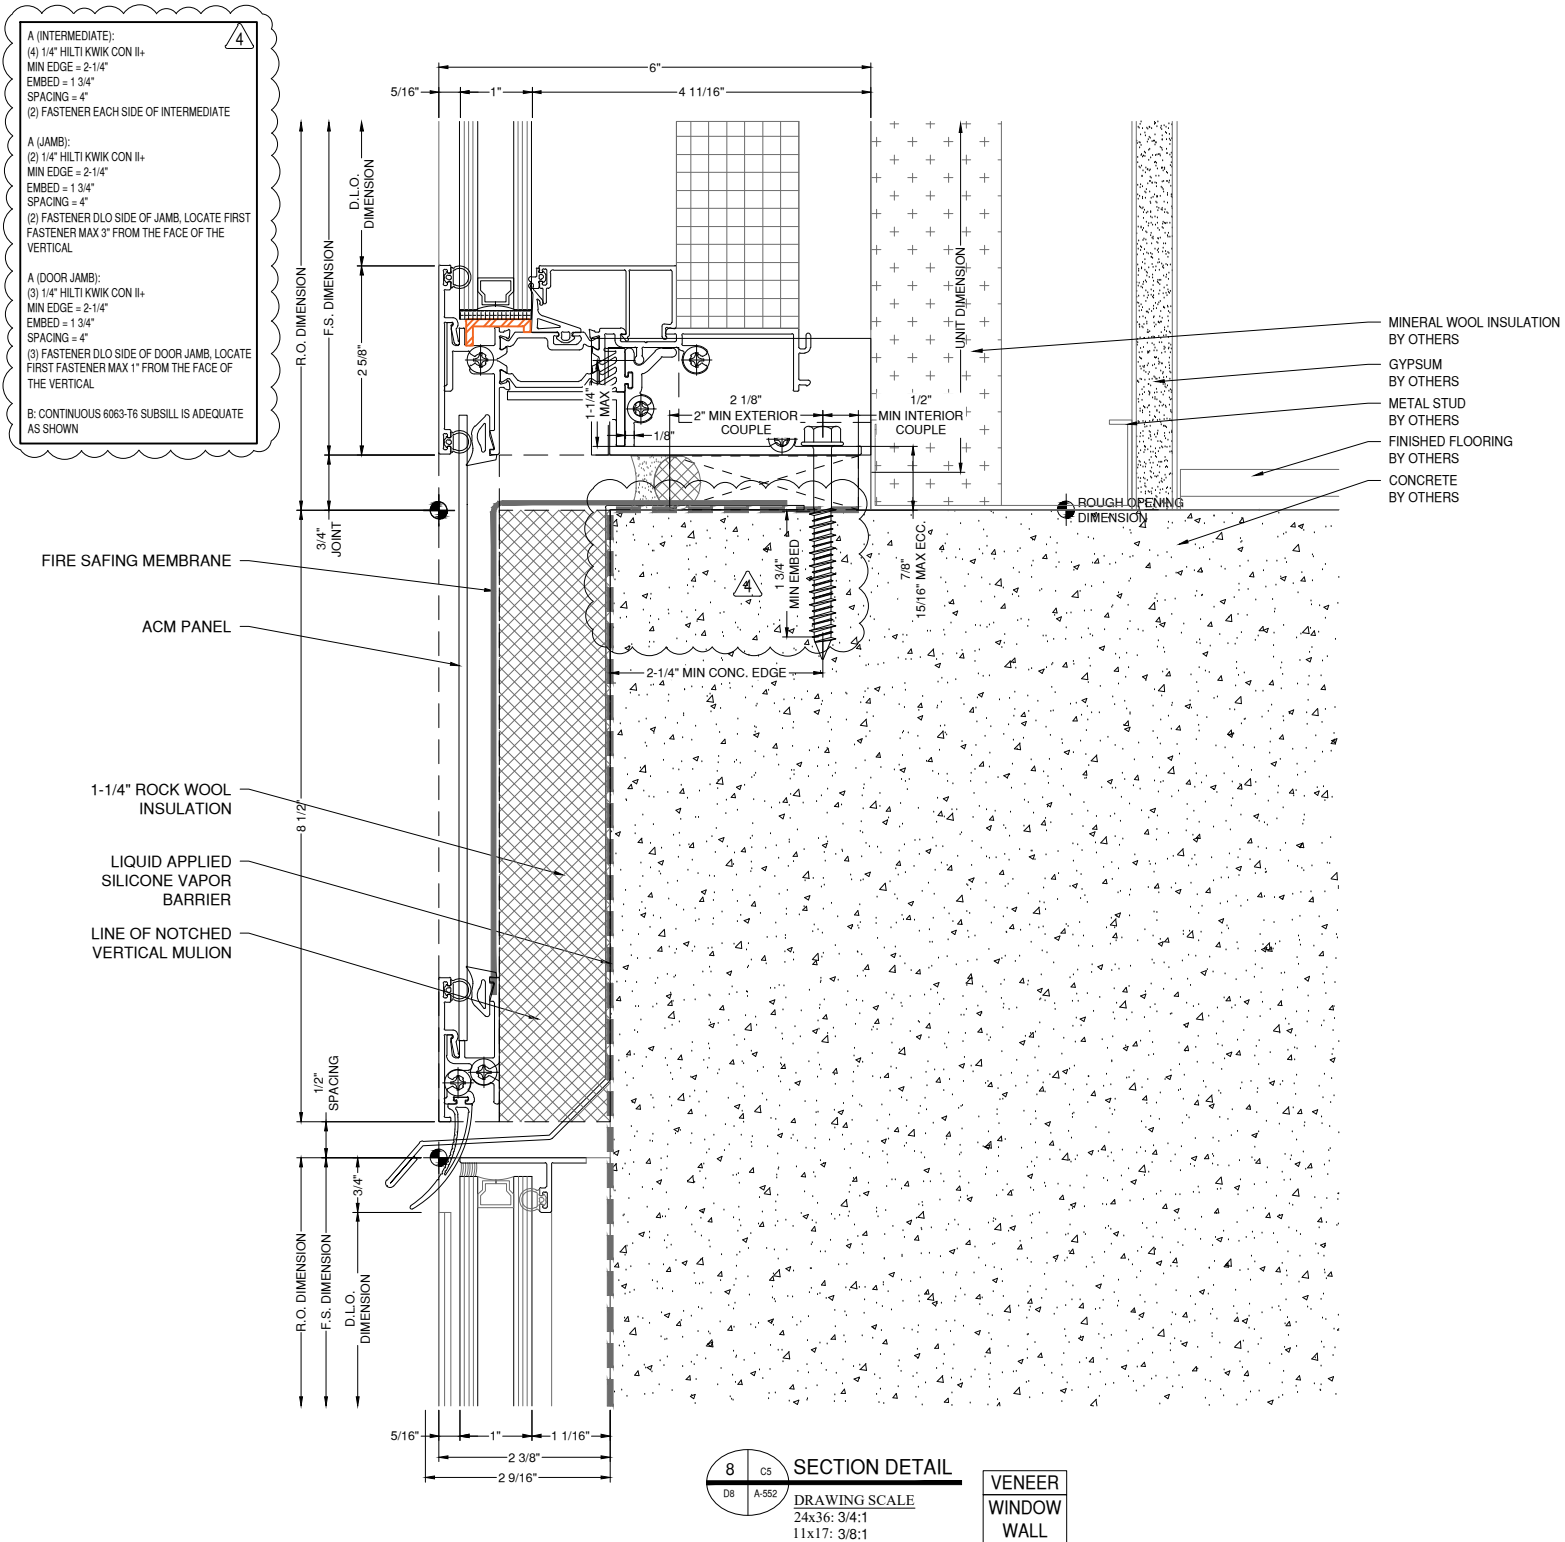 4
A (INTERMEDIATE):
(4) 1/4" HILTI KWIK CON II+
MIN EDGE = 2-1/4"
EMBED = 1 3/4"
SPACING = 4"
(2) FASTENER EACH SIDE OF INTERMEDIATE
A (JAMB):
(2) 1/4" HILTI KWIK CON II+
MIN EDGE = 2-1/4"
EMBED = 1 3/4"
SPACING = 4"
(2) FASTENER DLO SIDE OF JAMB, LOCATE FIRST
FASTENER MAX 3" FROM THE FACE OF THE
VERTICAL
A (DOOR JAMB):
(3) 1/4" HILTI KWIK CON II+
MIN EDGE = 2-1/4"
EMBED = 1 3/4"
SPACING = 4"
(3) FASTENER DLO SIDE OF DOOR JAMB, LOCATE
FIRST FASTENER MAX 1" FROM THE FACE OF
THE VERTICAL
B: CONTINUOUS 6063-T6 SUBSILL IS ADEQUATE
AS SHOWN
6"
5/16"
1"
4 11/16"
R.O. DIMENSION
F.S. DIMENSION
D.L.O.
DIMENSION
2 5/8"
UNIT DIMENSION
1-1/4"
MAX
1/8"
2 1/8"
2" MIN EXTERIOR
COUPLE
1/2"
MIN INTERIOR
COUPLE
MINERAL WOOL INSULATION
BY OTHERS
GYPSUM
BY OTHERS
METAL STUD
BY OTHERS
FINISHED FLOORING
BY OTHERS
CONCRETE
BY OTHERS
ROUGH OPENING
DIMENSION
3/4"
JOINT
FIRE SAFING MEMBRANE
ACM PANEL
4
1 3/4"
MIN EMBED
7/8"
15/16" MAX ECC.
2-1/4" MIN CONC. EDGE
1-1/4" ROCK WOOL
INSULATION
8 1/2"
LIQUID APPLIED
SILICONE VAPOR
BARRIER
LINE OF NOTCHED
VERTICAL MULION
1/2"
SPACING
3/4"
R.O. DIMENSION
F.S. DIMENSION
D.L.O.
DIMENSION
5/16"
1"
1 1/16"
2 3/8"
2 9/16"
8
C5
D8
A-552
SECTION DETAIL
DRAWING SCALE
24x36: 3/4:1
11x17: 3/8:1
VENEER
WINDOW
WALL